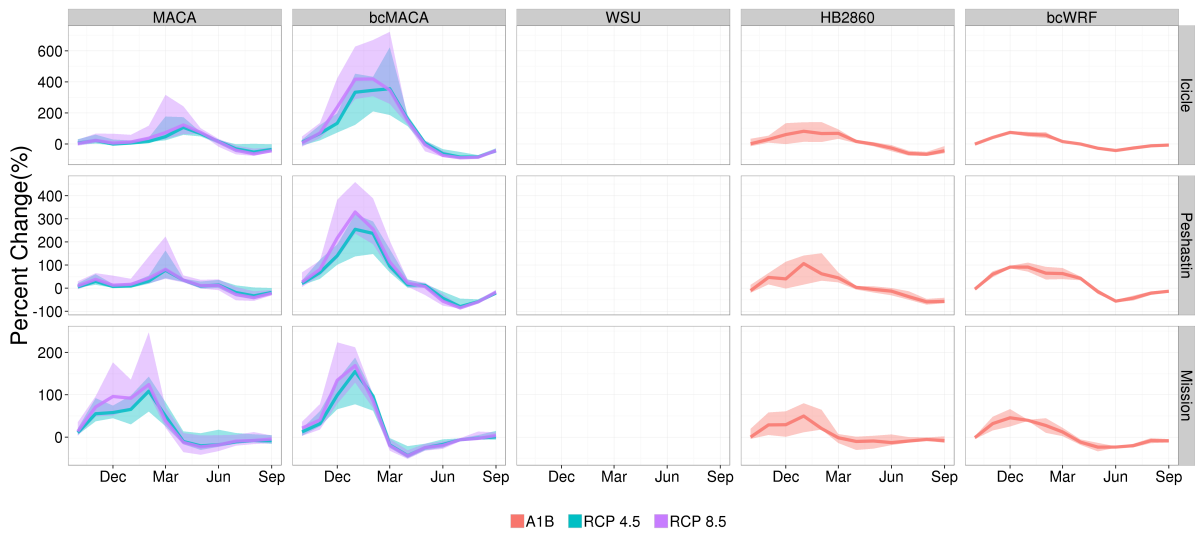 MACA bcMACA WSU HB2860 bcWRF
Percent Change(%)
600
400
200
0
Icicle
400
300
200
100
0
-100
Peshastin
200
100
0
Mission
Dec Mar Jun Sep Dec Mar Jun Sep Dec Mar Jun Sep Dec Mar Jun Sep Dec Mar Jun Sep
A1B RCP 4.5 RCP 8.5